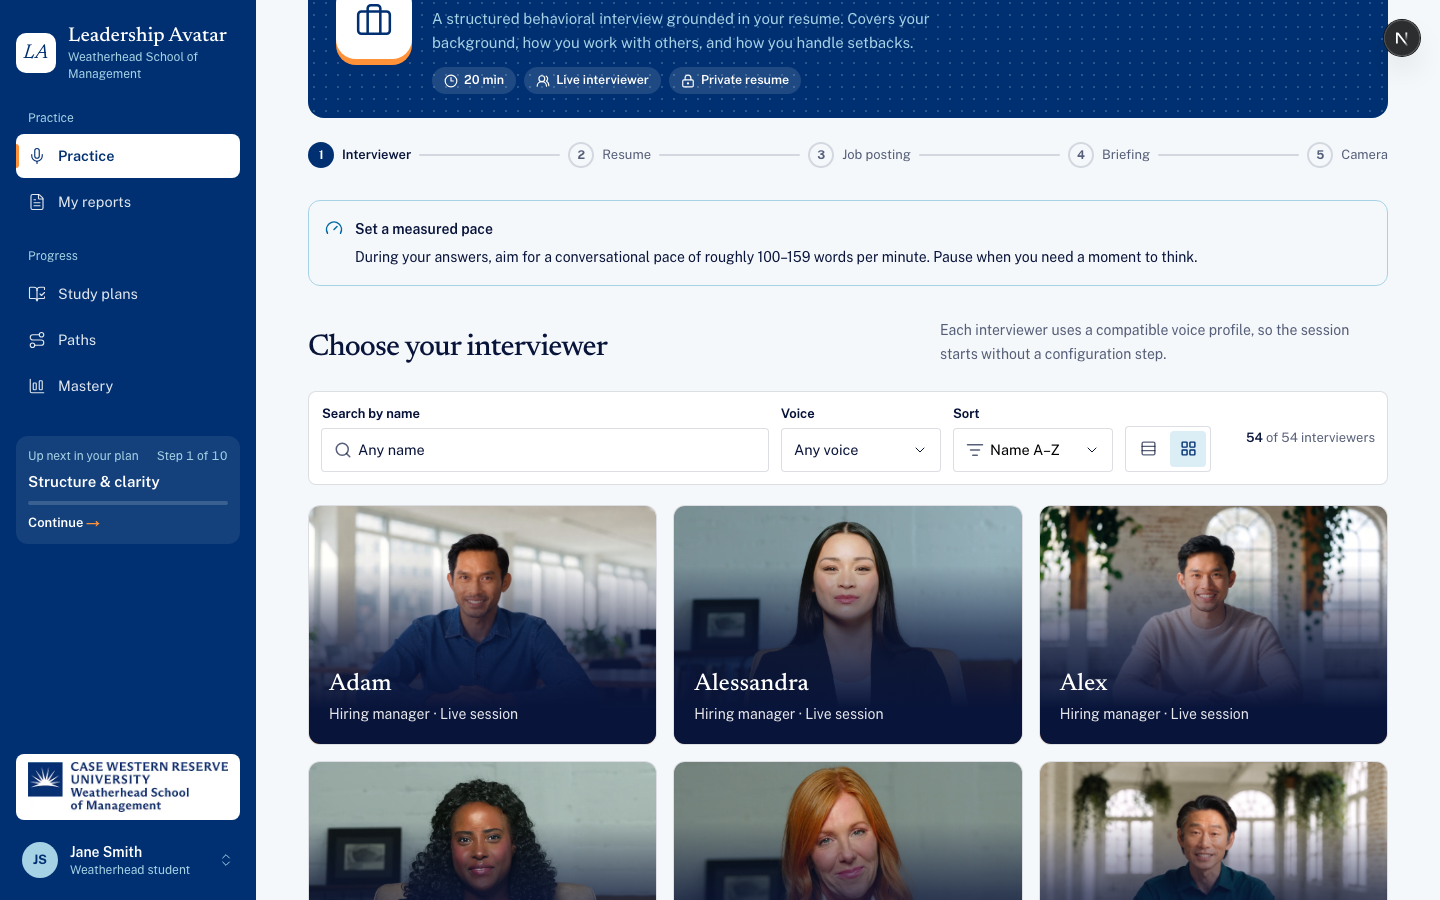 LA
Leadership Avatar
Weatherhead School of
Management
Practice
Practice
My reports
Progress
Study plans
Paths
Mastery
Up next in your plan
Step 1 of 10
Structure & clarity
Continue →
CASE WESTERN RESERVE
UNIVERSITY
Weatherhead School
of Management
JS
Jane Smith
Weatherhead student
A structured behavioral interview grounded in your resume. Covers your
background, how you work with others, and how you handle setbacks.
20 min
Live interviewer
Private resume
N
1 Interviewer
2 Resume
3 Job posting
4 Briefing
5 Camera
Set a measured pace
During your answers, aim for a conversational pace of roughly 100–159 words per minute. Pause when you need a moment to think.
Choose your interviewer
Each interviewer uses a compatible voice profile, so the session
starts without a configuration step.
Search by name
Any name
Voice
Any voice
Sort
Name A–Z
54 of 54 interviewers
Adam
Hiring manager · Live session
Alessandra
Hiring manager · Live session
Alex
Hiring manager · Live session